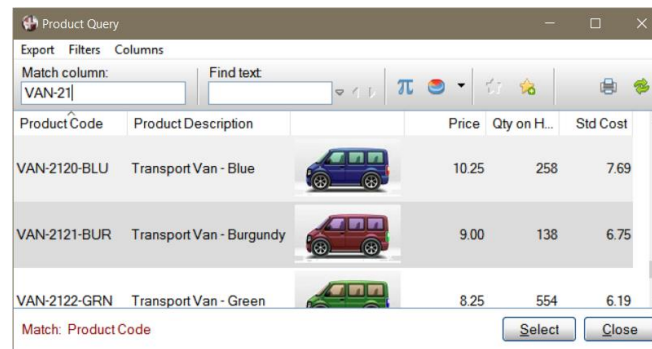 Product Query
Export Filters Columns
Match column: Find text:
VAN-21
Product Code Product Description Price Qty on H... Std Cost
VAN-2120-BLU Transport Van - Blue 10.25 258 7.69
VAN-2121-BUR Transport Van - Burgundy 9.00 138 6.75
VAN-2122-GRN Transport Van - Green 8.25 554 6.19
Match: Product Code Select Close